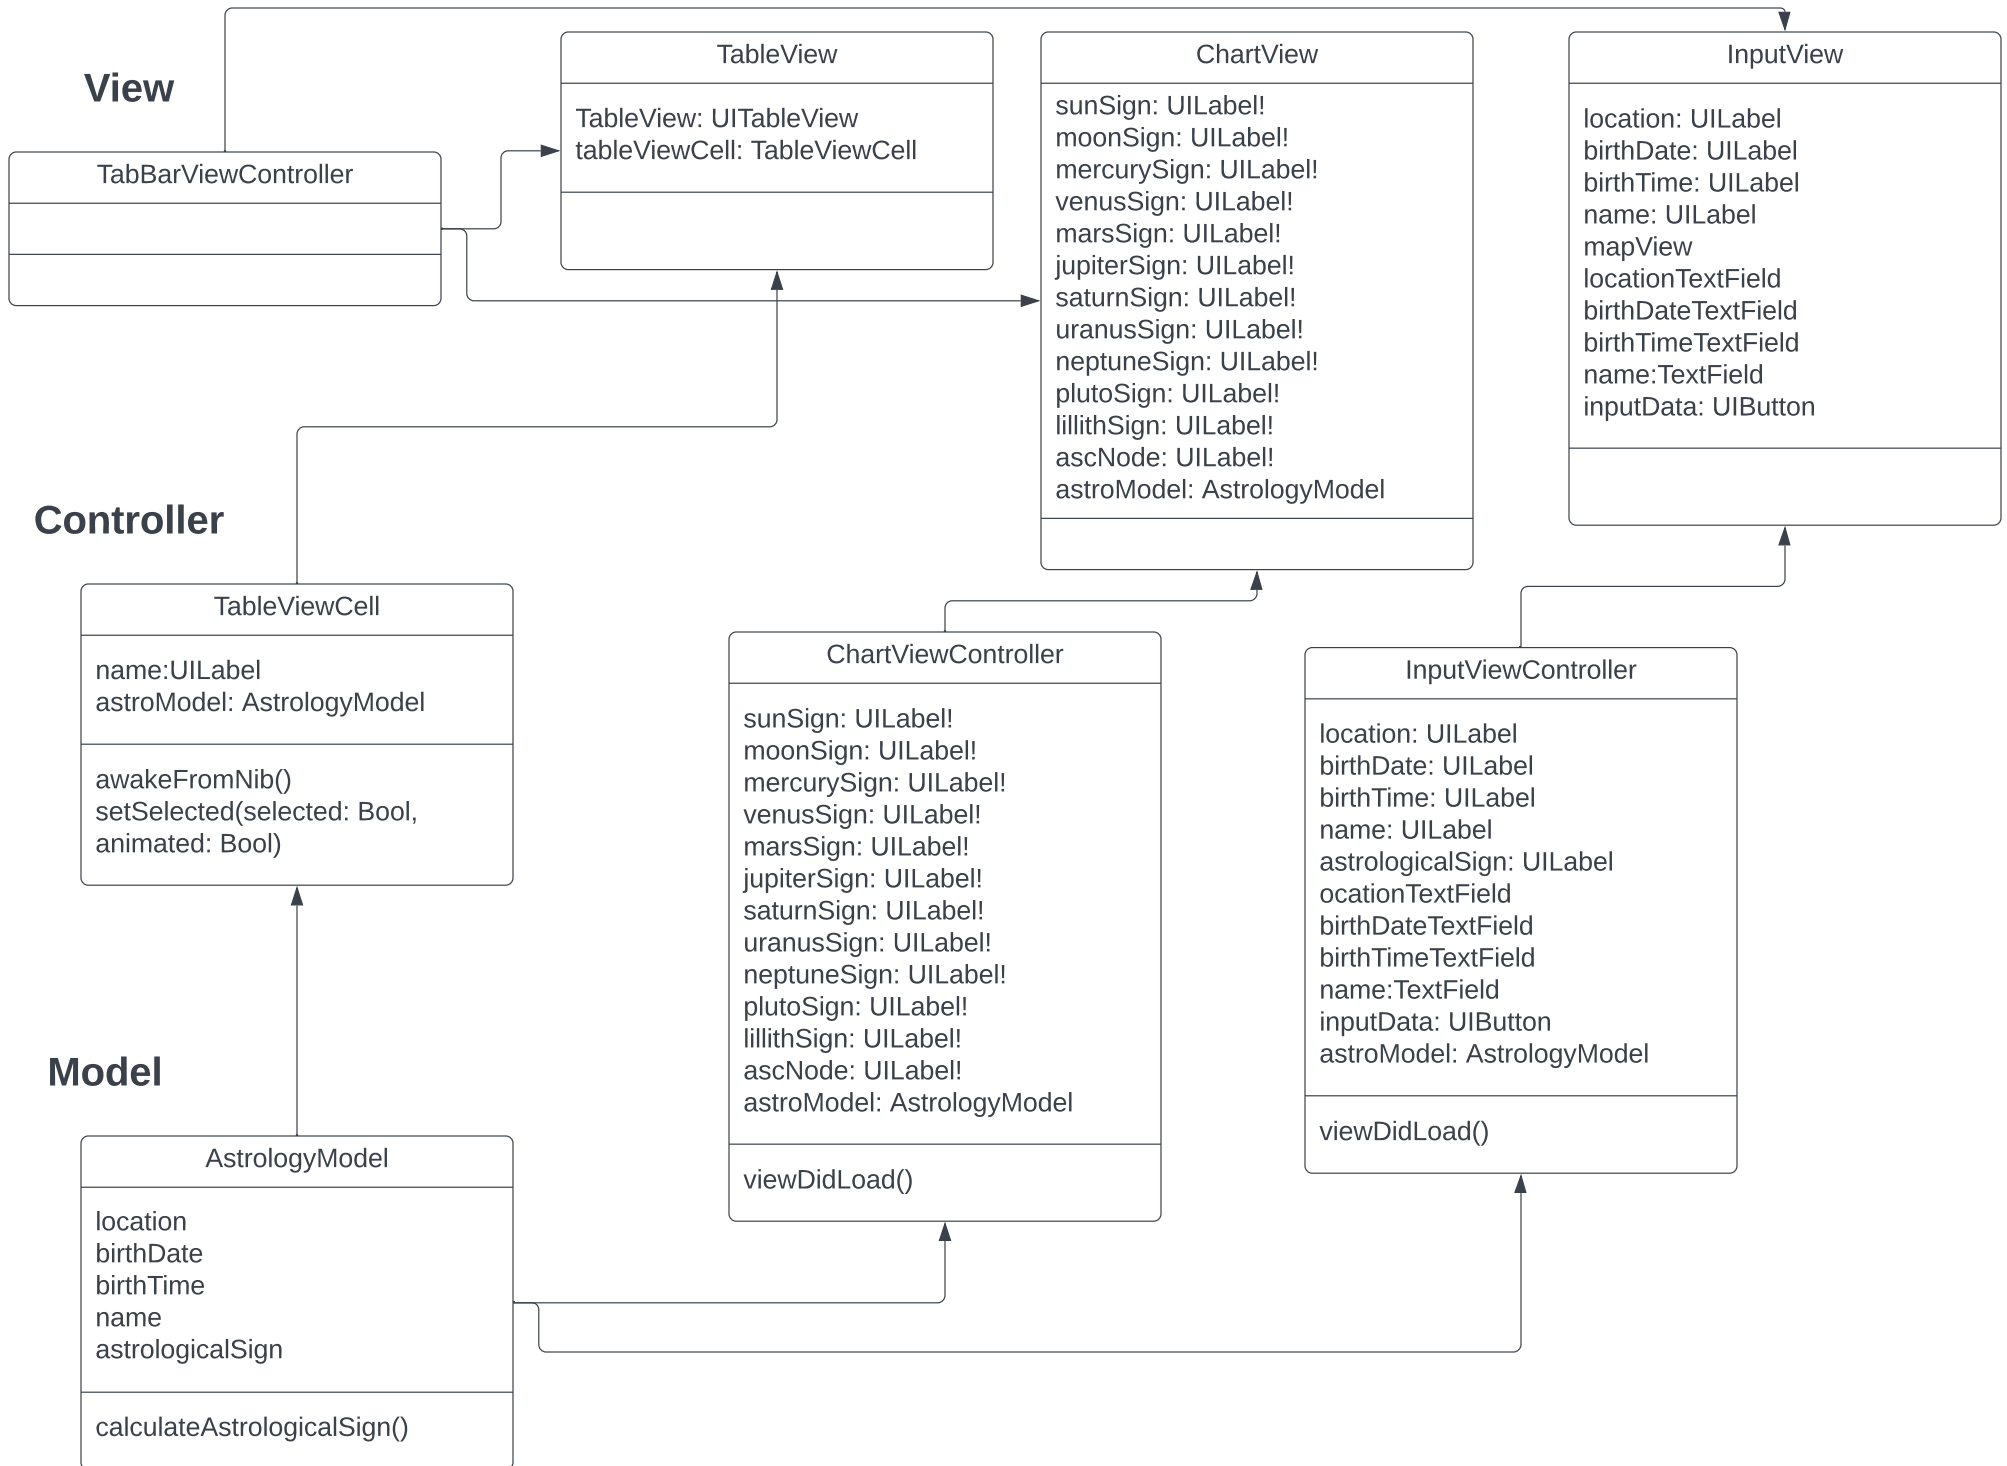 View
TabBarViewController
TableView
TableView: UITableView
tableViewCell: TableViewCell
ChartView
sunSign: UILabel!
moonSign: UILabel!
mercurySign: UILabel!
venusSign: UILabel!
marsSign: UILabel!
jupiterSign: UILabel!
saturnSign: UILabel!
uranusSign: UILabel!
neptuneSign: UILabel!
plutoSign: UILabel!
lillithSign: UILabel!
ascNode: UILabel!
astroModel: AstrologyModel
InputView
location: UILabel
birthDate: UILabel
birthTime: UILabel
name: UILabel
mapView
locationTextField
birthDateTextField
birthTimeTextField
name:TextField
inputData: UIButton
Controller
TableViewCell
name:UILabel
astroModel: AstrologyModel
awakeFromNib()
setSelected(selected: Bool,
animated: Bool)
ChartViewController
sunSign: UILabel!
moonSign: UILabel!
mercurySign: UILabel!
venusSign: UILabel!
marsSign: UILabel!
jupiterSign: UILabel!
saturnSign: UILabel!
uranusSign: UILabel!
neptuneSign: UILabel!
plutoSign: UILabel!
lillithSign: UILabel!
ascNode: UILabel!
astroModel: AstrologyModel
viewDidLoad()
InputViewController
location: UILabel
birthDate: UILabel
birthTime: UILabel
name: UILabel
astrologicalSign: UILabel
ocationTextField
birthDateTextField
birthTimeTextField
name:TextField
inputData: UIButton
astroModel: AstrologyModel
viewDidLoad()
Model
AstrologyModel
location
birthDate
birthTime
name
astrologicalSign
calculateAstrologicalSign()